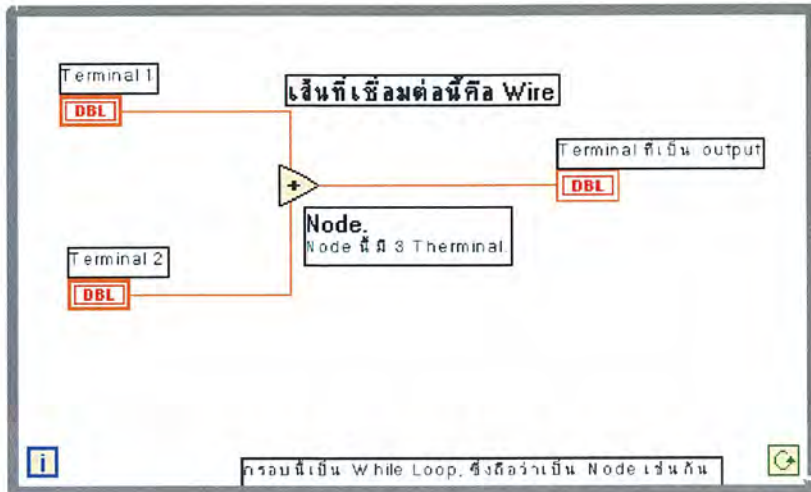 Terminal 1
DBL
เส้นที่เชื่อมต่อนี้คือ Wire
Terminal ที่เป็น output
DBL
+
Node.
Node นี้ มี 3 Therminal
Terminal 2
DBL
i
กรอบนี้เป็น While Loop, ซึ่งถือว่าเป็น Node เช่นกัน